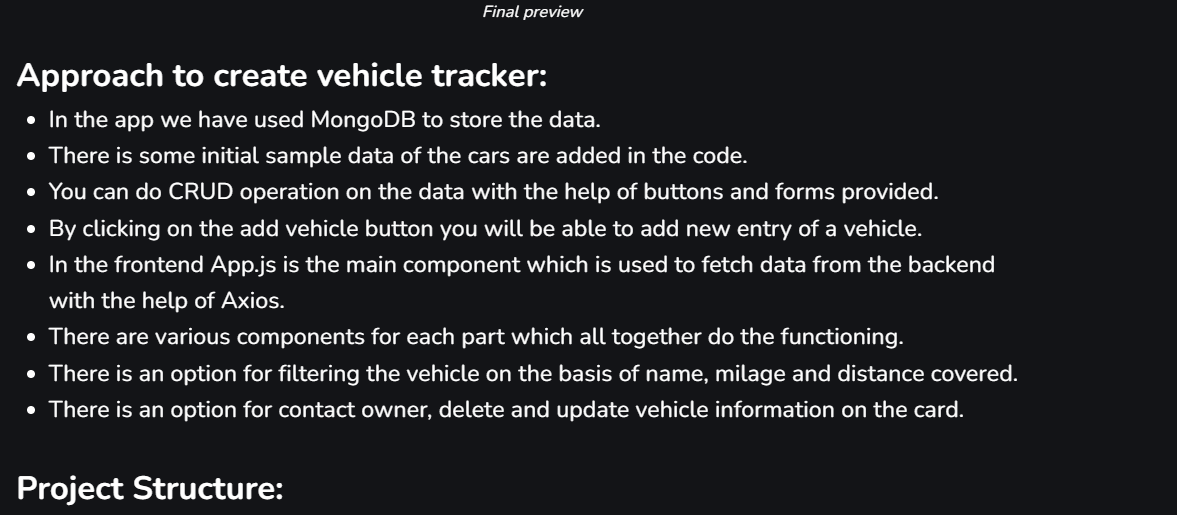 Final preview
Approach to create vehicle tracker:
• In the app we have used MongoDB to store the data.
• There is some initial sample data of the cars are added in the code.
• You can do CRUD operation on the data with the help of buttons and forms provided.
• By clicking on the add vehicle button you will be able to add new entry of a vehicle.
• In the frontend App.js is the main component which is used to fetch data from the backend
with the help of Axios.
• There are various components for each part which all together do the functioning.
• There is an option for filtering the vehicle on the basis of name, milage and distance covered.
• There is an option for contact owner, delete and update vehicle information on the card.
Project Structure: